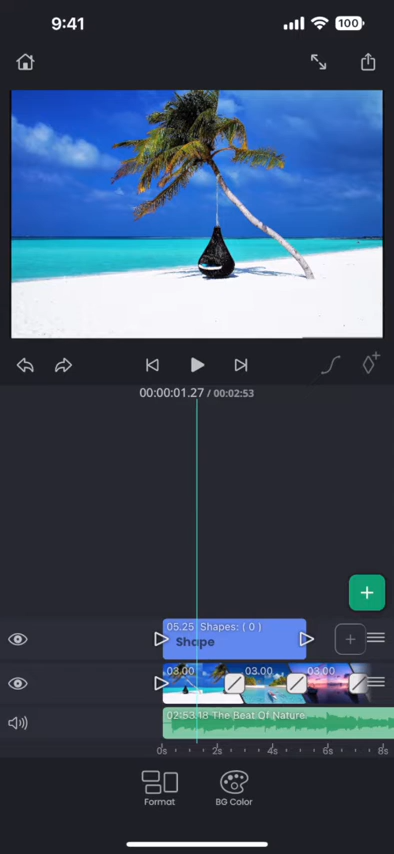 9:41
100
00:00:01.27 / 00:02:53
05.25 Shapes: ( 0 )
Shape
03.00 03.00 03.00
02:53.18 The Beat Of Nature
0s 2s 4s 6s 8s
Format BG Color